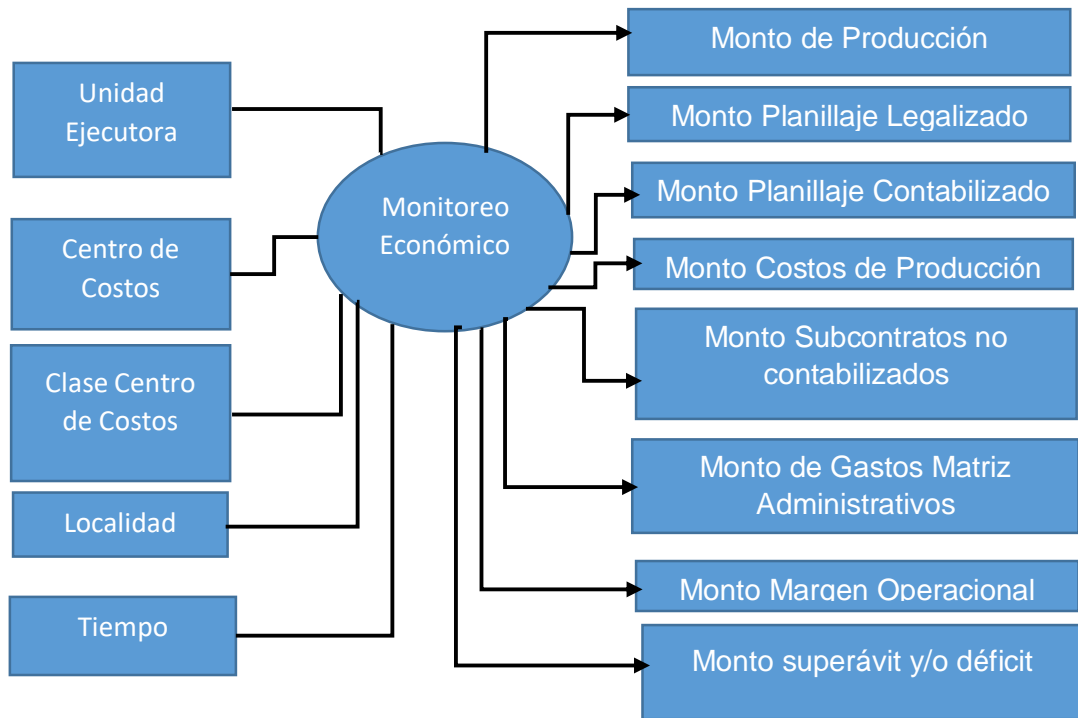 Unidad
Ejecutora
Centro de
Costos
Clase Centro
de Costos
Localidad
Tiempo
Monitoreo
Económico
Monto de Producción
Monto Planillaje Legalizado
Monto Planillaje Contabilizado
Monto Costos de Producción
Monto Subcontratos no
contabilizados
Monto de Gastos Matriz
Administrativos
Monto Margen Operacional
Monto superávit y/o déficit